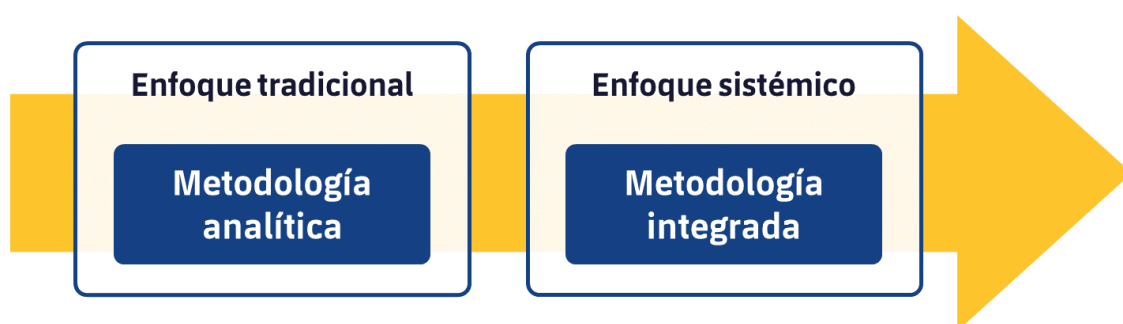 Enfoque tradicional
Metodología
analítica
Enfoque sistémico
Metodología
integrada